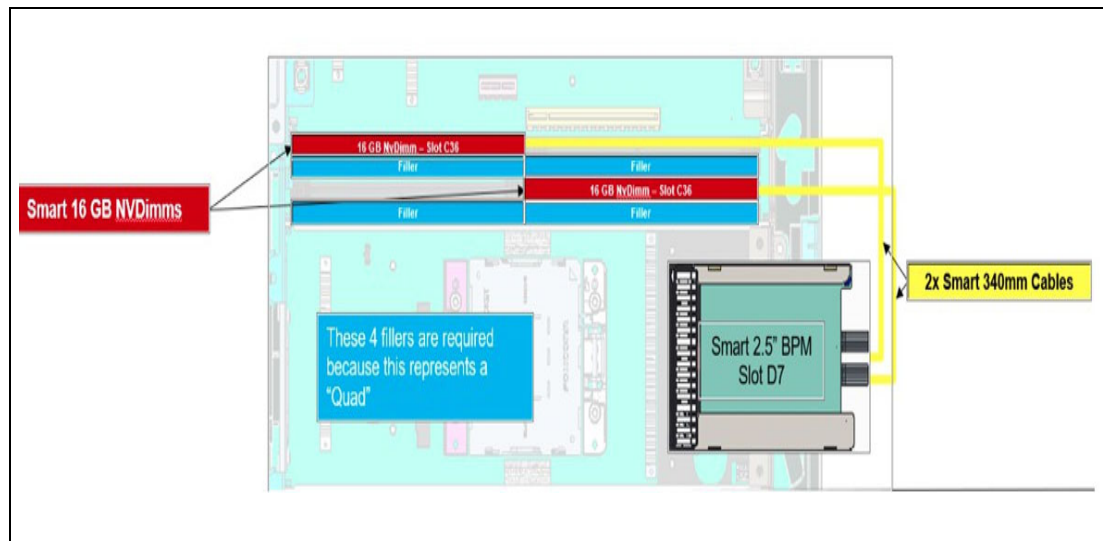 16 GB NvDimm – Slot C36
Filler
Filler
Smart 16 GB NVDimms
16 GB NvDimm – Slot C36
Filler
Filler
2x Smart 340mm Cables
These 4 fillers are required
because this represents a
“Quad”
Smart 2.5” BPM
Slot D7